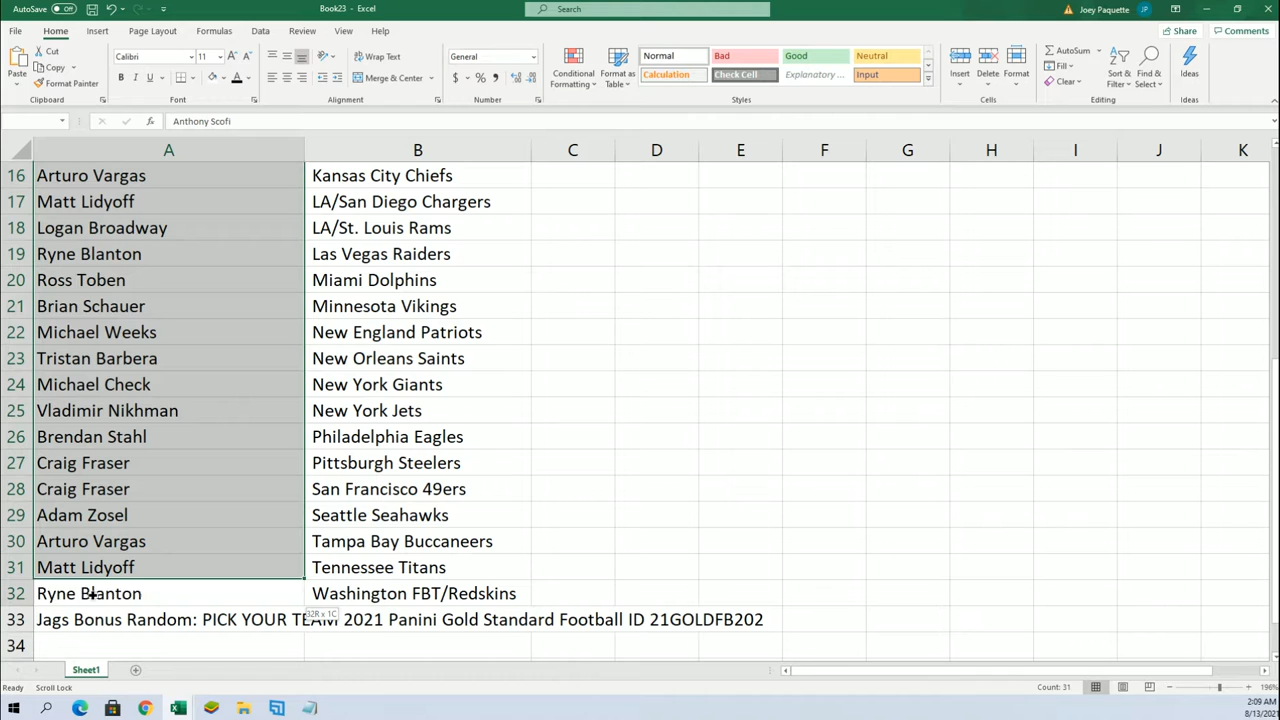 AutoSave Off Book23 - Excel Search Joey Paquette JP
File Home Insert Page Layout Formulas Data Review View Help Share Comments
Cut Calibri 11 Wrap Text General Normal Bad Good Neutral AutoSum
Copy Fill
Paste Format Painter Merge & Center Conditional Formatting Format as Table Calculation Check Cell Explanatory ... Input Insert Delete Format Clear Sort & Filter Find & Select Ideas
Clipboard Font Alignment Number Styles Cells Editing Ideas
Anthony Scofi
A B C D E F G H I J K
16 Arturo Vargas Kansas City Chiefs
17 Matt Lidyoff LA/San Diego Chargers
18 Logan Broadway LA/St. Louis Rams
19 Ryne Blanton Las Vegas Raiders
20 Ross Toben Miami Dolphins
21 Brian Schauer Minnesota Vikings
22 Michael Weeks New England Patriots
23 Tristan Barbera New Orleans Saints
24 Michael Check New York Giants
25 Vladimir Nikhman New York Jets
26 Brendan Stahl Philadelphia Eagles
27 Craig Fraser Pittsburgh Steelers
28 Craig Fraser San Francisco 49ers
29 Adam Zosel Seattle Seahawks
30 Arturo Vargas Tampa Bay Buccaneers
31 Matt Lidyoff Tennessee Titans
32 Ryne Blanton Washington FBT/Redskins
32R x 1C
33 Jags Bonus Random: PICK YOUR TEAM 2021 Panini Gold Standard Football ID 21GOLDFB202
34
Sheet1
Ready Scroll Lock Count: 31 196%
2:09 AM
8/13/2021